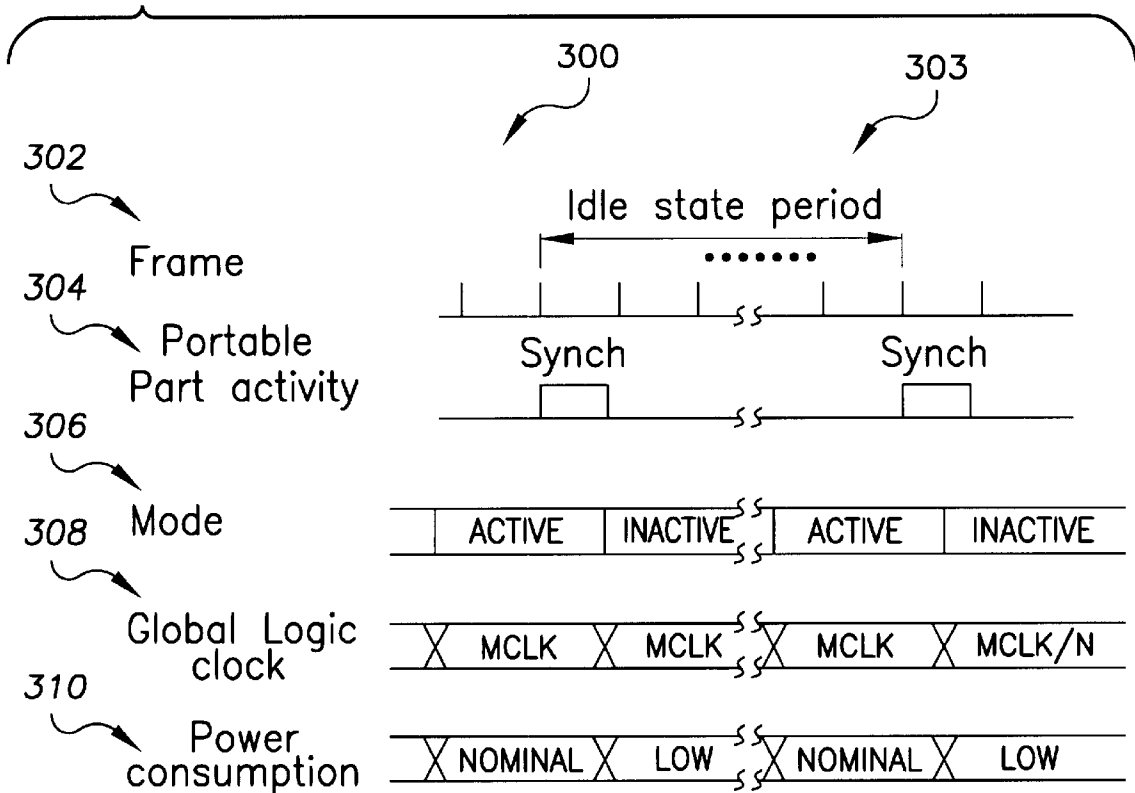 300
303
302
Idle state period
Frame
304
Portable
Part activity
Synch
Synch
306
Mode
ACTIVE
INACTIVE
ACTIVE
INACTIVE
308
Global Logic
clock
MCLK
MCLK
MCLK
MCLK/N
310
Power
consumption
NOMINAL
LOW
NOMINAL
LOW